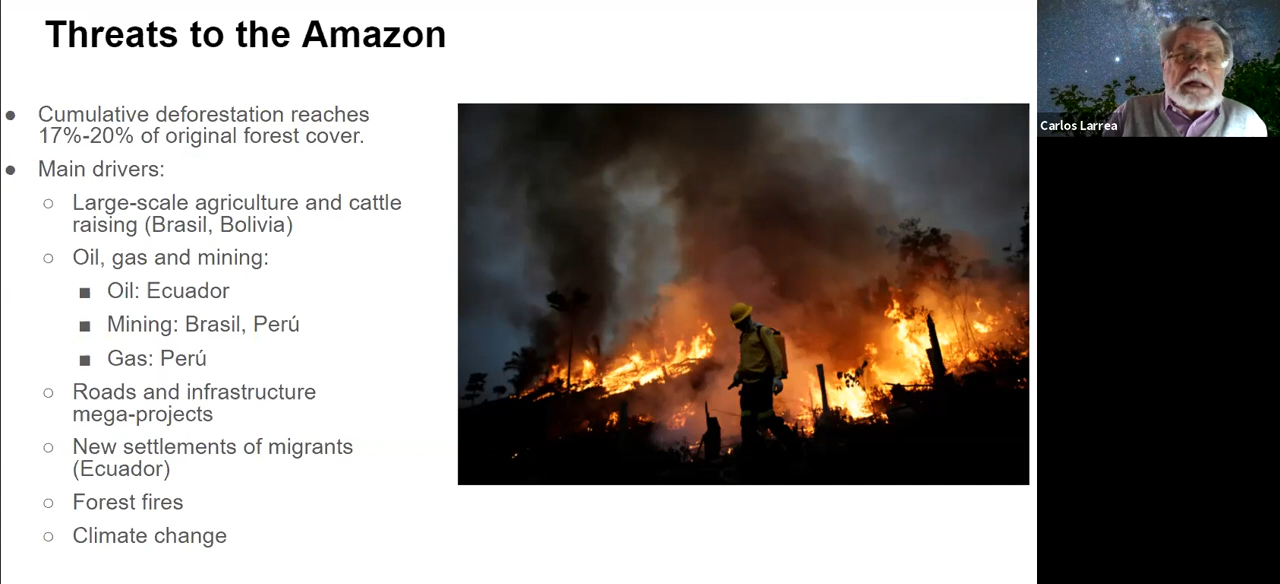 Threats to the Amazon
● Cumulative deforestation reaches
17%-20% of original forest cover.
● Main drivers:
○ Large-scale agriculture and cattle
raising (Brasil, Bolivia)
○ Oil, gas and mining:
■ Oil: Ecuador
■ Mining: Brasil, Perú
■ Gas: Perú
○ Roads and infrastructure
mega-projects
○ New settlements of migrants
(Ecuador)
○ Forest fires
○ Climate change
Carlos Larrea